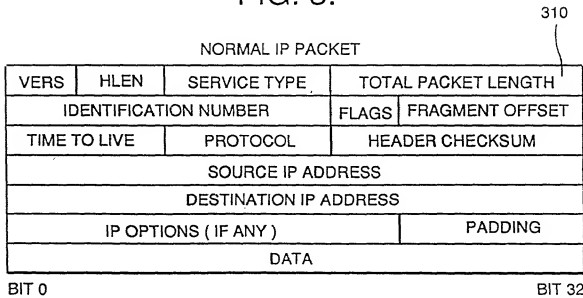 FIG. 3.
310
NORMAL IP PACKET
VERS HLEN SERVICE TYPE TOTAL PACKET LENGTH
IDENTIFICATION NUMBER FLAGS FRAGMENT OFFSET
TIME TO LIVE PROTOCOL HEADER CHECKSUM
SOURCE IP ADDRESS
DESTINATION IP ADDRESS
IP OPTIONS ( IF ANY ) PADDING
DATA
BIT 0 BIT 32